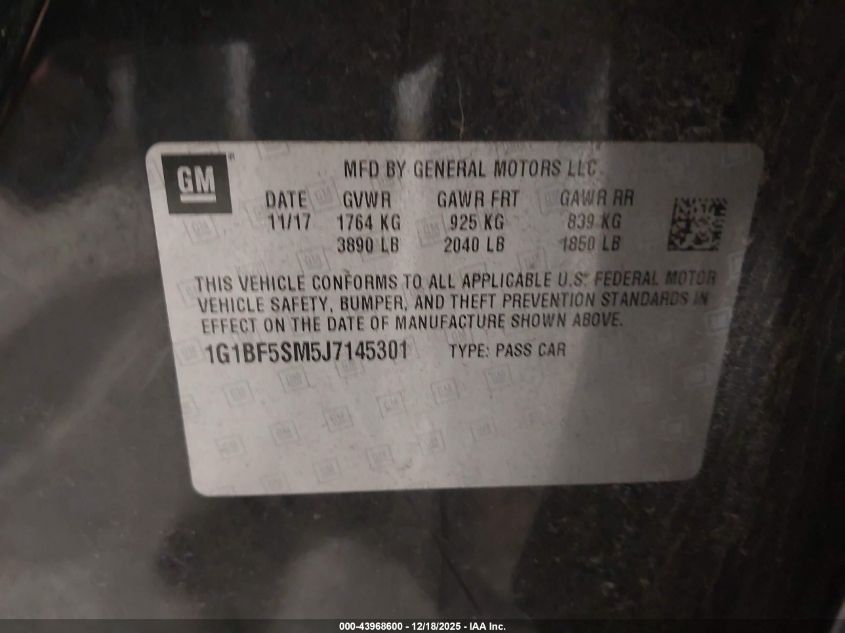 GM
MFD BY GENERAL MOTORS LLC
DATE GVWR GAWR FRT GAWR RR
11/17 1764 KG 925 KG 839 KG
3890 LB 2040 LB 1850 LB
THIS VEHICLE CONFORMS TO ALL APPLICABLE U.S. FEDERAL MOTOR
VEHICLE SAFETY, BUMPER, AND THEFT PREVENTION STANDARDS IN
EFFECT ON THE DATE OF MANUFACTURE SHOWN ABOVE.
1G1BF5SM5J7145301 TYPE: PASS CAR
000-43968600 - 12/18/2025 - IAA Inc.